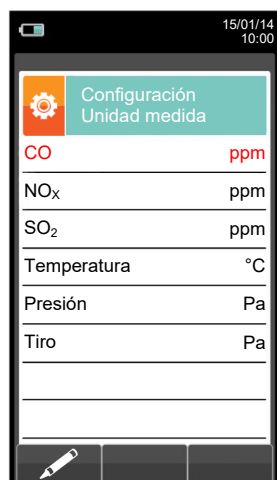 15/01/14
10:00
Configuración
Unidad medida
CO ppm
NOX ppm
SO2 ppm
Temperatura °C
Presión Pa
Tiro Pa